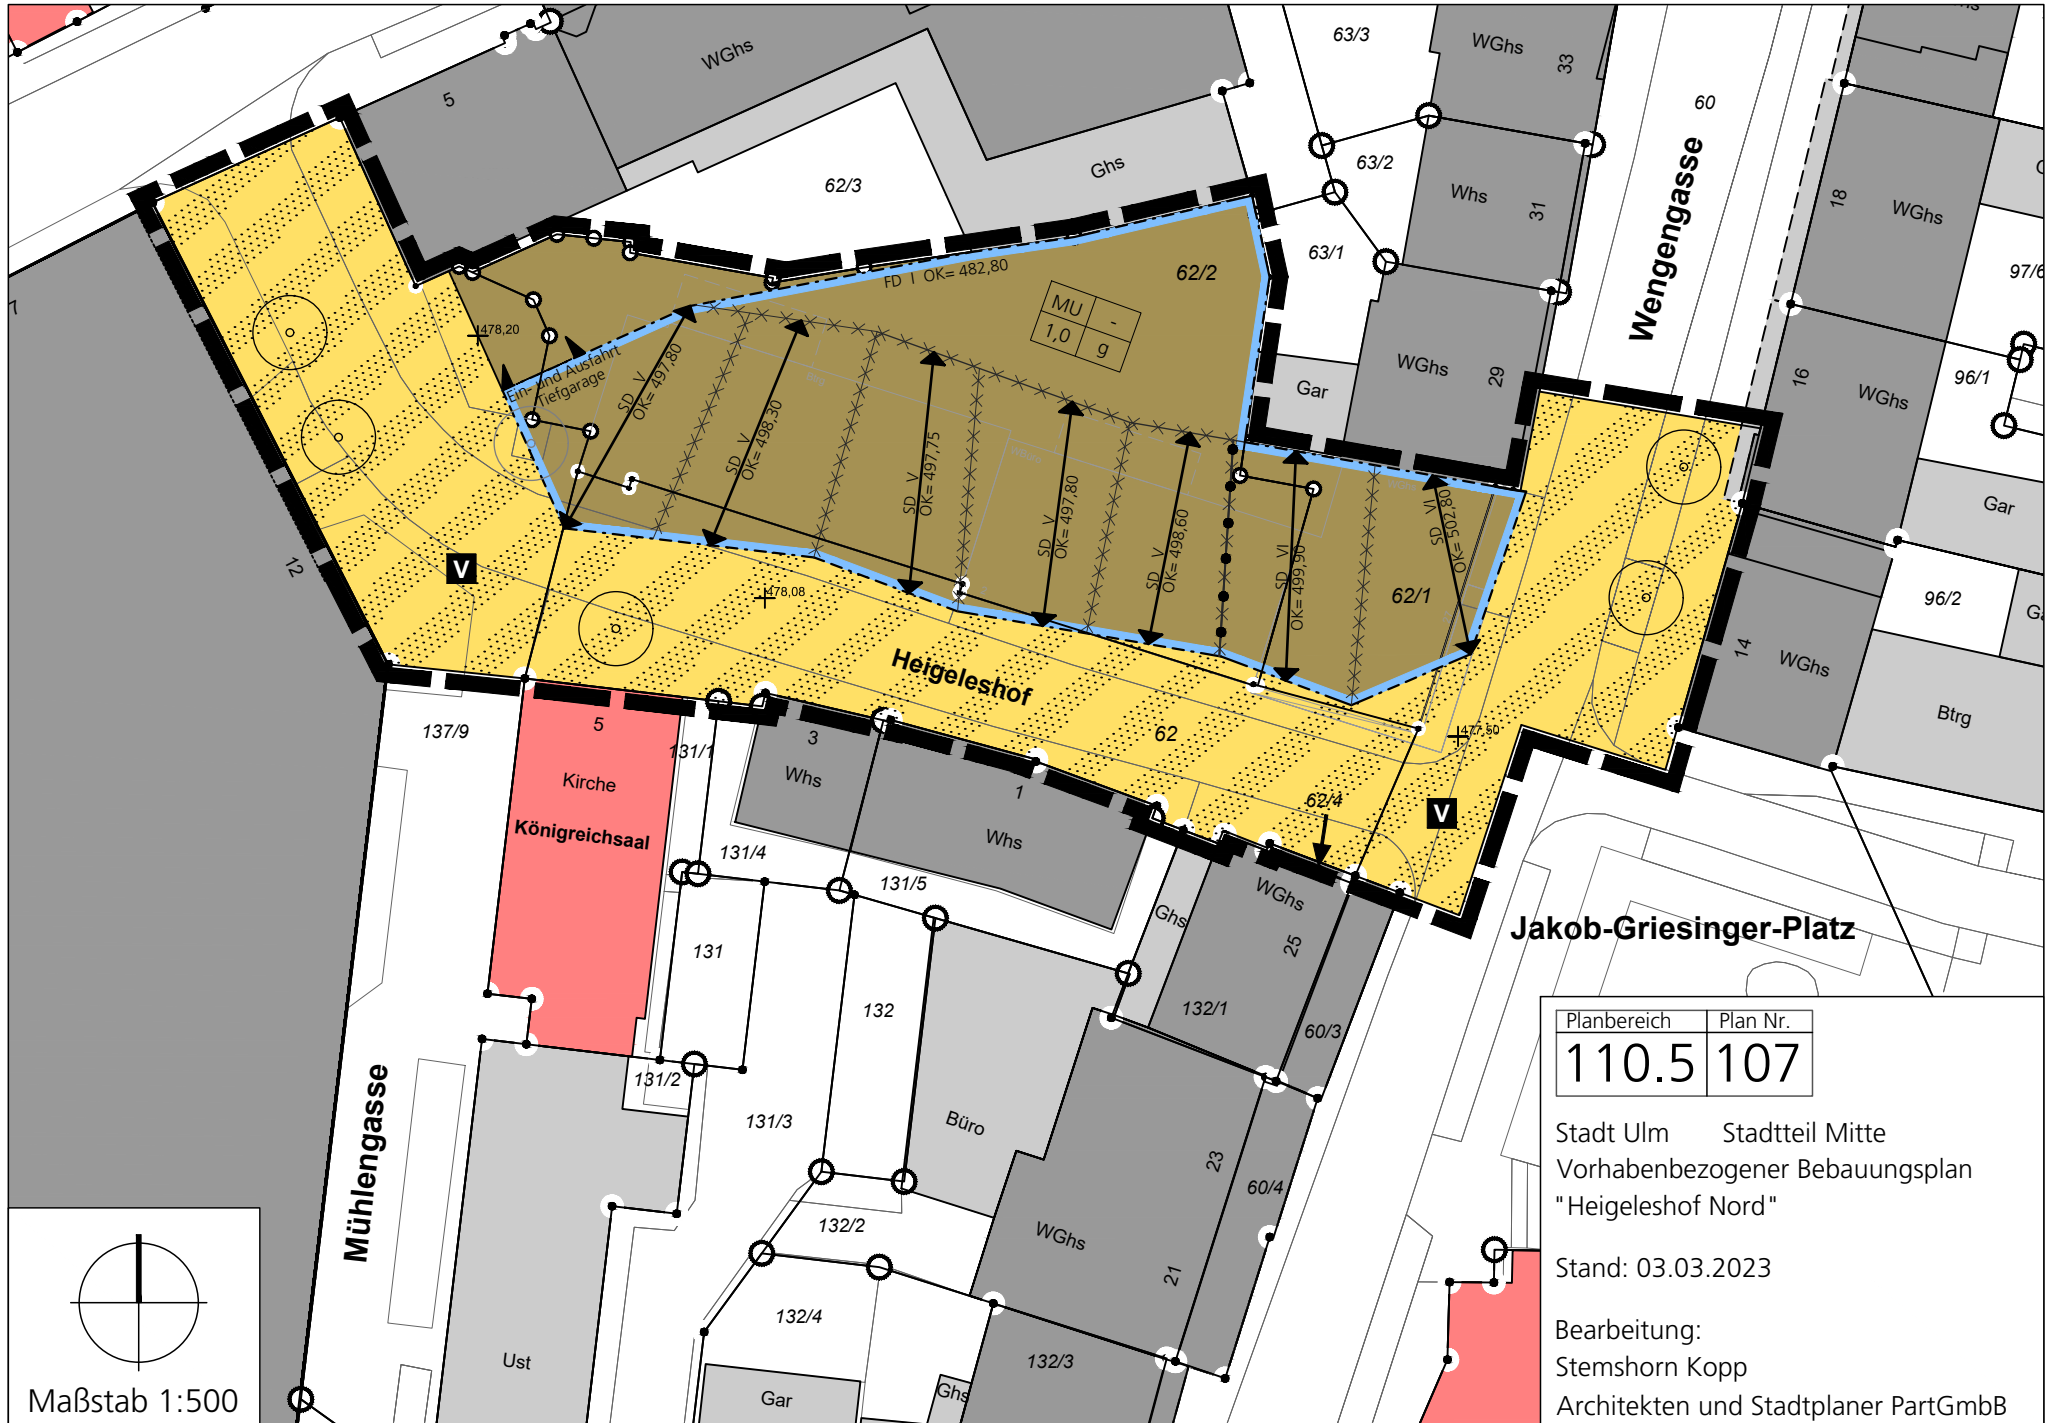 5
WGhs
62/3
Ghs
63/3
WGhs
33
60
63/2
Whs
31
63/1
Wengengasse
18
WGhs
97/6
7
FD I OK= 482,80
62/2
MU -
1,0 g
478,20
Ein- und Ausfahrt
Tiefgarage
SD V
OK= 497,80
SD V
OK= 498,30
SD V
OK= 497,75
SD V
OK= 497,80
SD V
OK= 498,60
SD VI
OK= 499,90
SD VI
OK= 502,80
62/1
Gar
WGhs
29
16
WGhs
96/1
Gar
12
V
478,08
Heigeleshof
62
477,50
62/4
V
14
WGhs
96/2
Btrg
137/9
5
Kirche
Königreichsaal
131/1
3
Whs
1
Whs
131/4
131/5
131
132
Ghs
WGhs
25
132/1
60/3
Jakob-Griesinger-Platz
Mühlengasse
131/2
131/3
Büro
23
60/4
132/2
WGhs
21
132/4
132/3
Ust
Gar
Ghs
Maßstab 1:500
Planbereich Plan Nr.
110.5 107
Stadt Ulm Stadtteil Mitte
Vorhabenbezogener Bebauungsplan
"Heigeleshof Nord"
Stand: 03.03.2023
Bearbeitung:
Stemshorn Kopp
Architekten und Stadtplaner PartGmbB